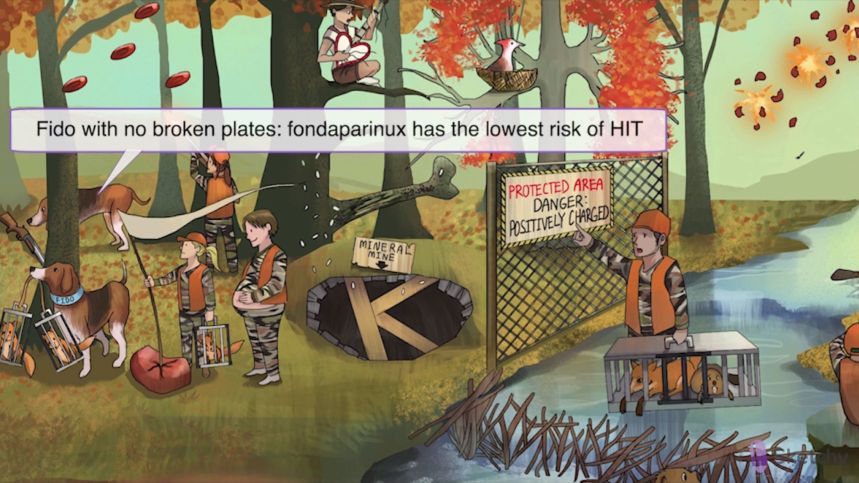 Fido with no broken plates: fondaparinux has the lowest risk of HIT
PROTECTED AREA
DANGER:
POSITIVELY CHARGED
MINERAL
MINE
FIDO
Sketchy